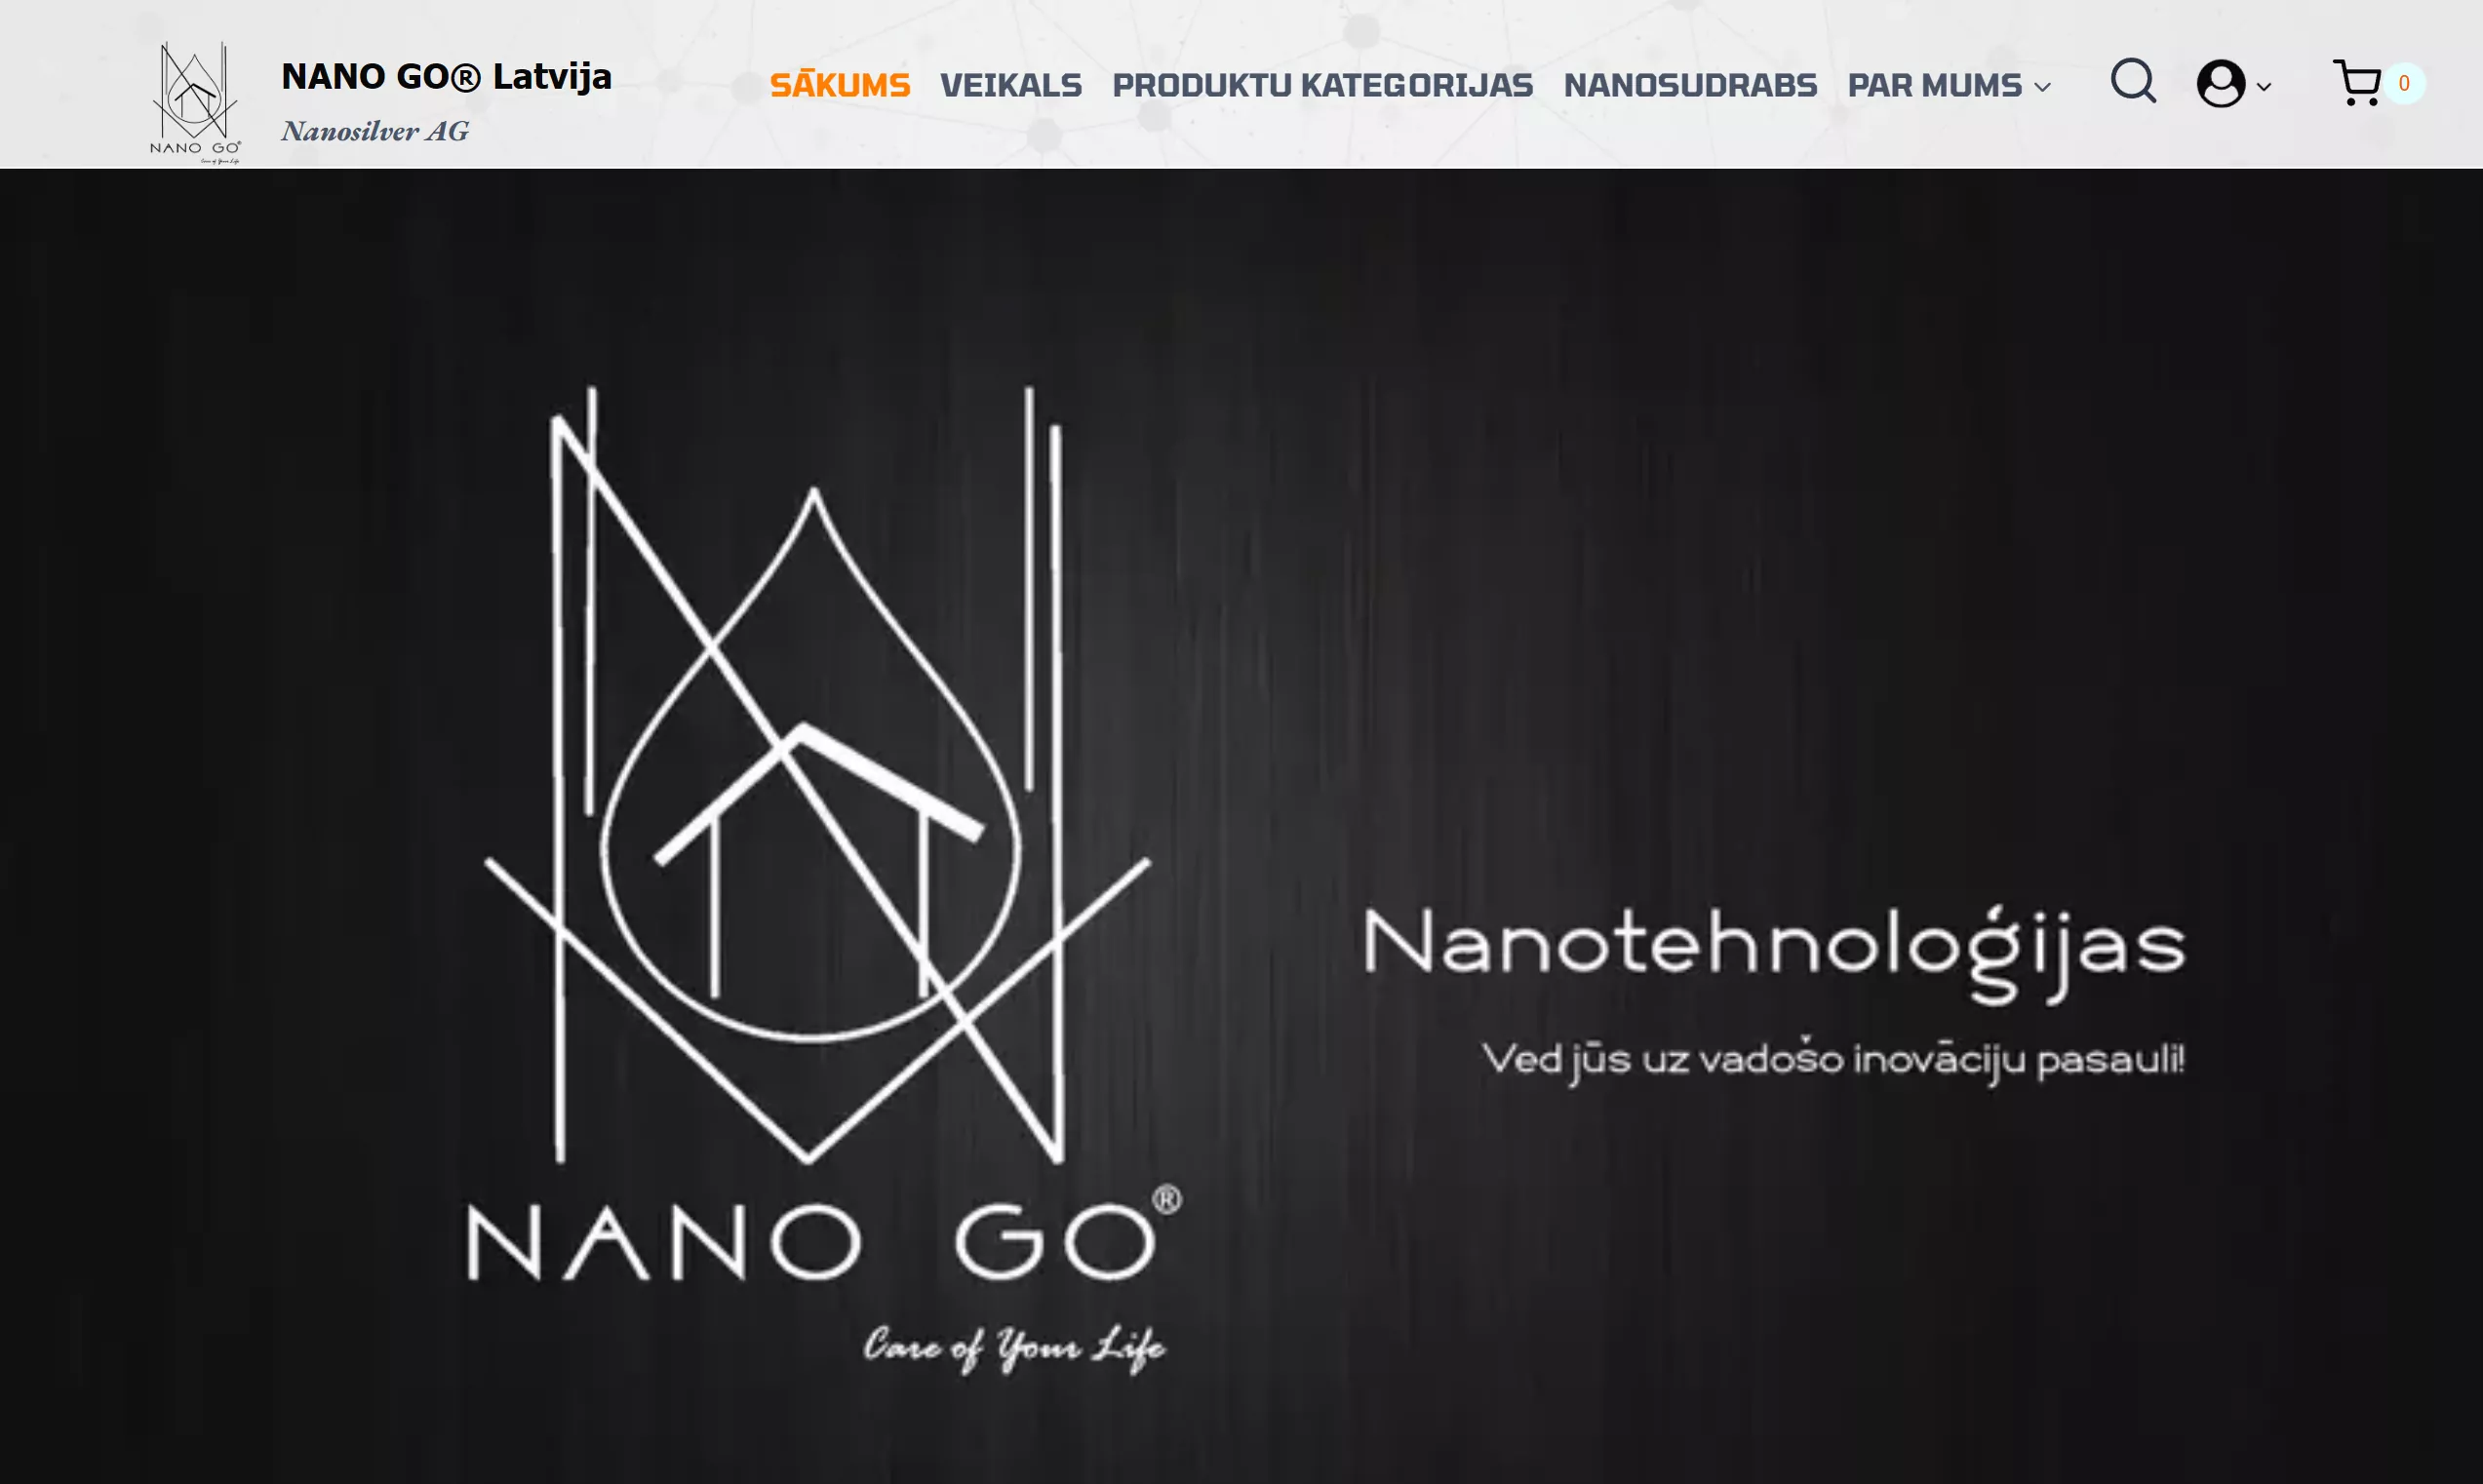 NANO GO® Latvija
Nanosilver AG
SĀKUMS VEIKALS PRODUKTU KATEGORIJAS NANOSUDRABS PAR MUMS
0
NANO GO®
Care of Your Life
Nanotehnoloģijas
Ved jūs uz vadošo inovāciju pasauli!
NANO GO®
Care of Your Life